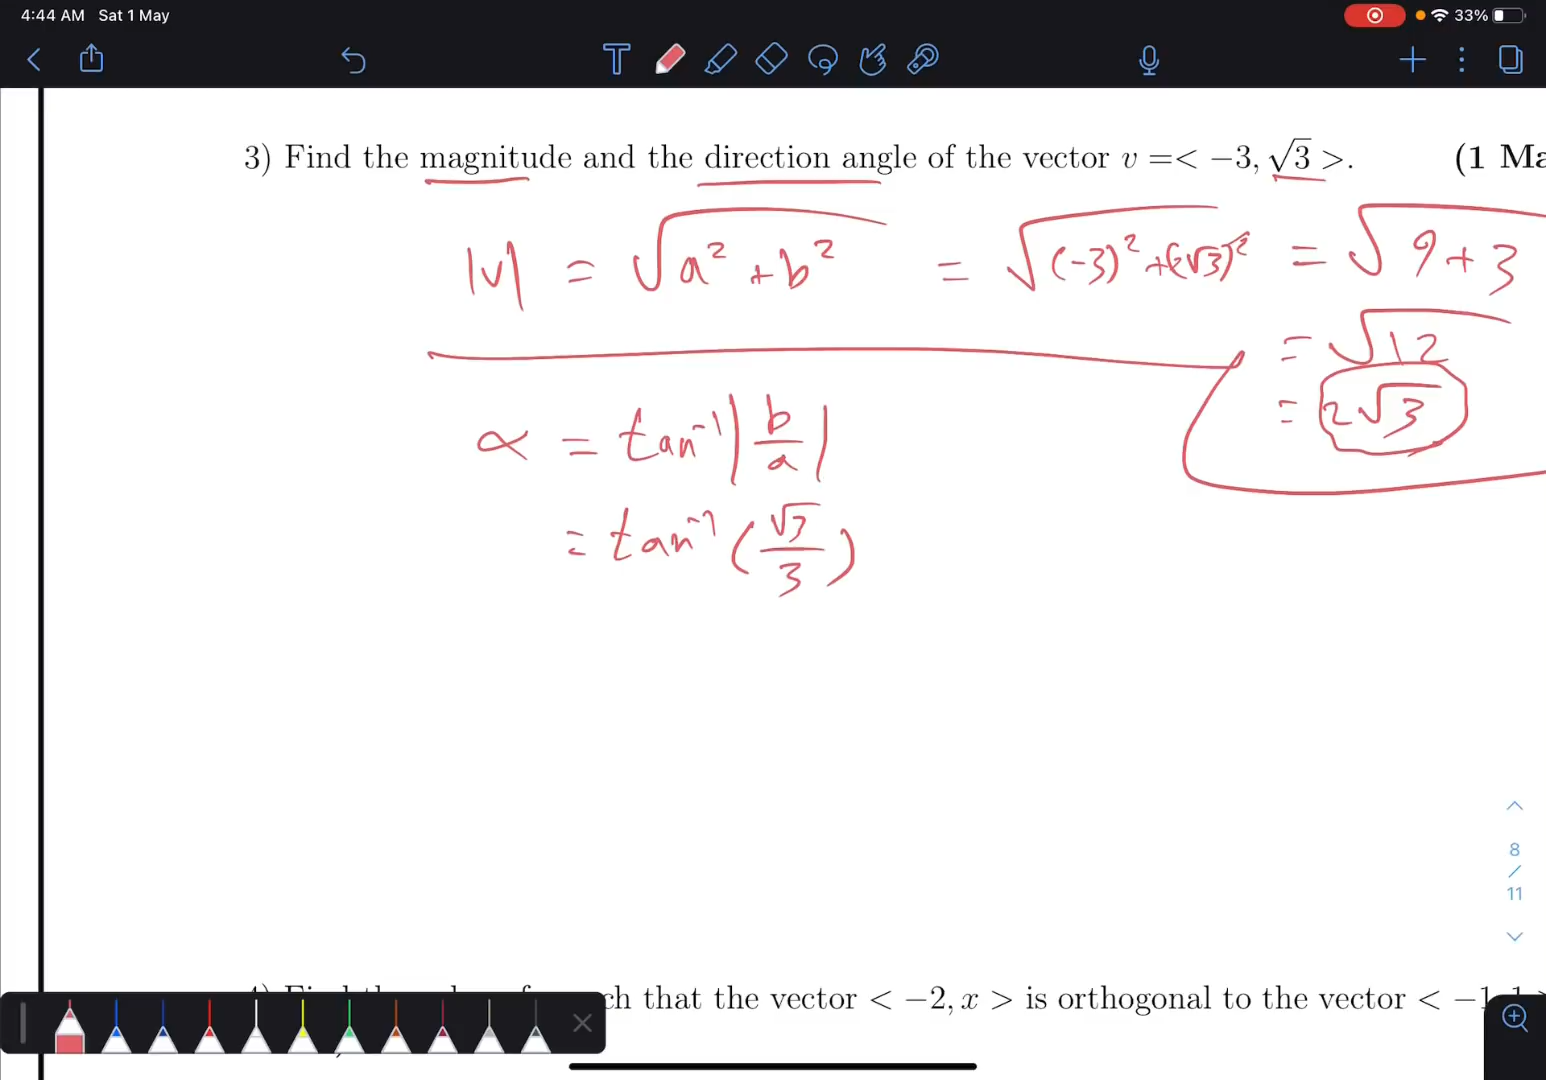 4:44 AM Sat 1 May
33%
3) Find the magnitude and the direction angle of the vector v =< −3, √3 >. (1 Ma
|v| = √a² + b² = √(-3)² + (√3)² = √9 + 3
= √12
= 2√3
α = tan⁻¹ |b/a|
= tan⁻¹ (√3/3)
8
/
11
ch that the vector < −2, x > is orthogonal to the vector < −1, 1 >